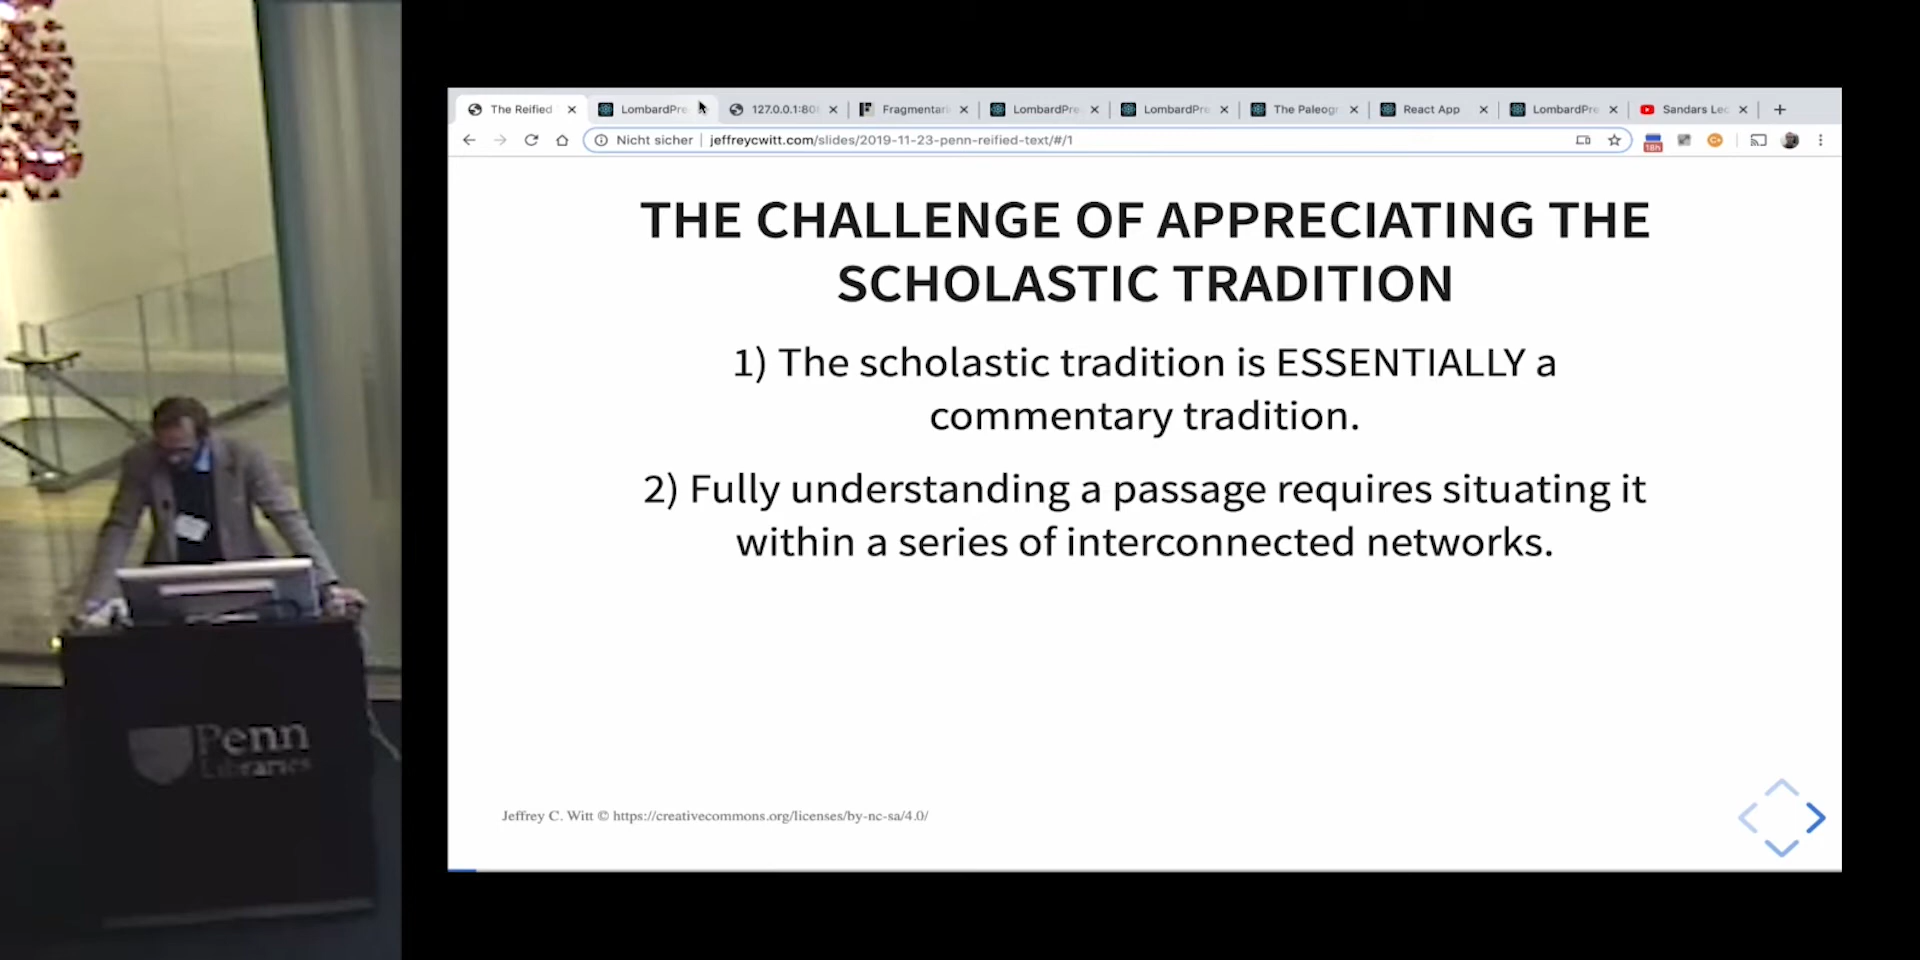 The Reified
LombardPre
127.0.0.1:80
Fragmentari
LombardPre
LombardPre
The Paleogr
React App
LombardPre
Sandars Lec
Nicht sicher
jeffreycwitt.com/slides/2019-11-23-penn-reified-text/#/1
18h
THE CHALLENGE OF APPRECIATING THE
SCHOLASTIC TRADITION
1) The scholastic tradition is ESSENTIALLY a
commentary tradition.
2) Fully understanding a passage requires situating it
within a series of interconnected networks.
Jeffrey C. Witt © https://creativecommons.org/licenses/by-nc-sa/4.0/
Penn
Libraries